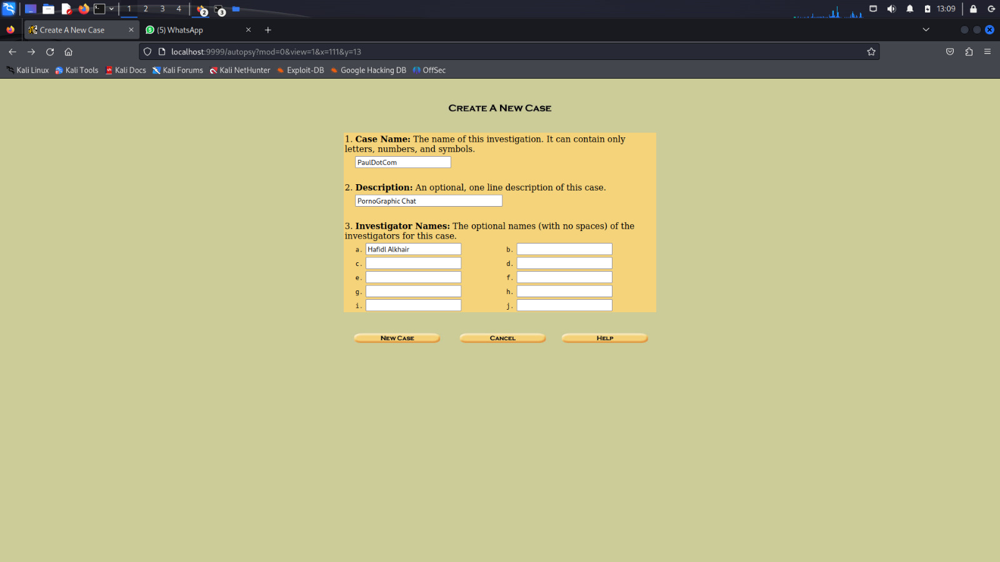 1 2 3 4 2 3 13:09
Create A New Case (5) WhatsApp
localhost:9999/autopsy?mod=0&view=1&x=111&y=13
Kali Linux Kali Tools Kali Docs Kali Forums Kali NetHunter Exploit-DB Google Hacking DB OffSec
CREATE A NEW CASE
1. Case Name: The name of this investigation. It can contain only
letters, numbers, and symbols.
PaulDotCom
2. Description: An optional, one line description of this case.
PornoGraphic Chat
3. Investigator Names: The optional names (with no spaces) of the
investigators for this case.
a. Hafidl Alkhair b.
c. d.
e. f.
g. h.
i. j.
NEW CASE CANCEL HELP